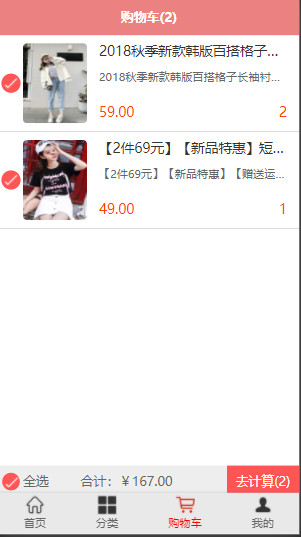 购物车(2)
2018秋季新款韩版百搭格子...
2018秋季新款韩版百搭格子长袖衬...
59.00 2
【2件69元】【新品特惠】短...
【2件69元】【新品特惠】【赠送运...
49.00 1
全选 合计：￥167.00 去计算(2)
首页 分类 购物车 我的